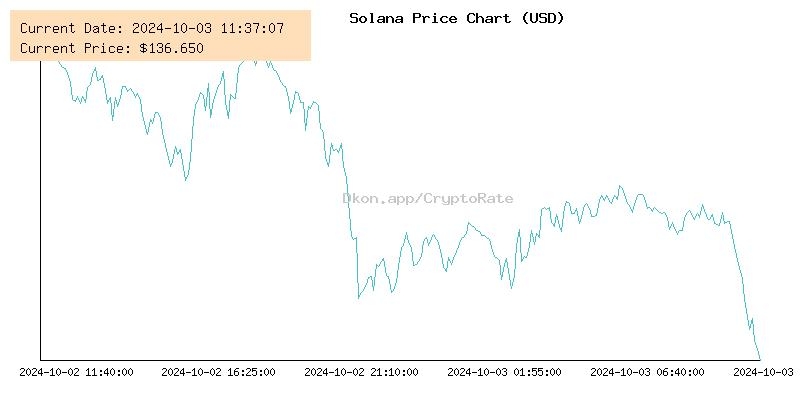 Solana Price Chart (USD)
Current Date: 2024-10-03 11:37:07
Current Price: $136.650
Dkon.app/CryptoRate
2024-10-02 11:40:00 2024-10-02 16:25:00 2024-10-02 21:10:00 2024-10-03 01:55:00 2024-10-03 06:40:00 2024-10-03